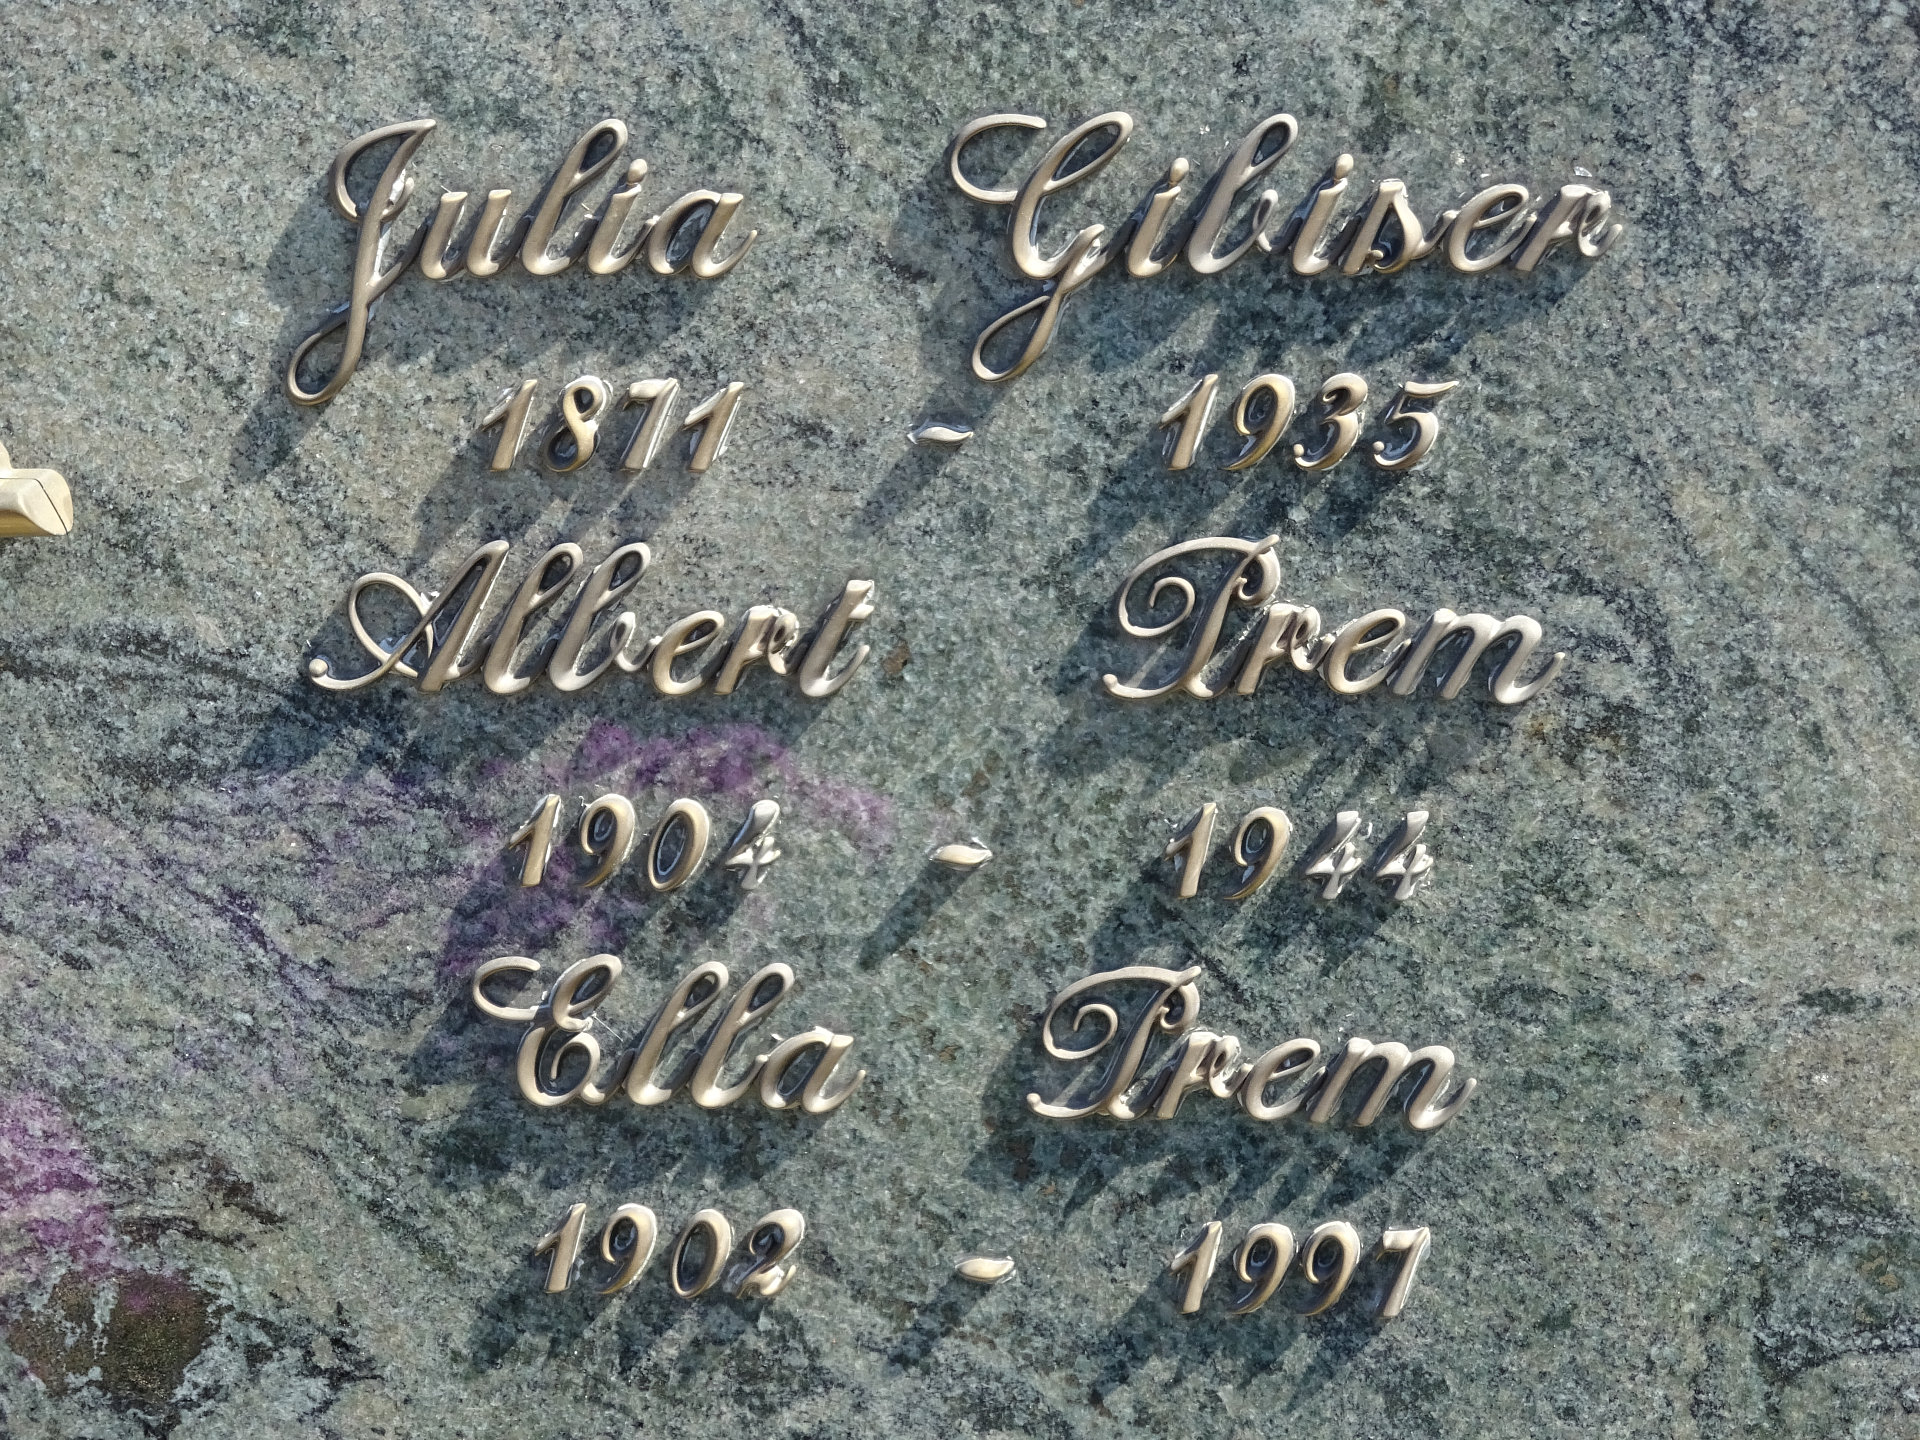 Julia Gibiser
1871 - 1935
Albert Prem
1904 - 1944
Ella Prem
1902 - 1997